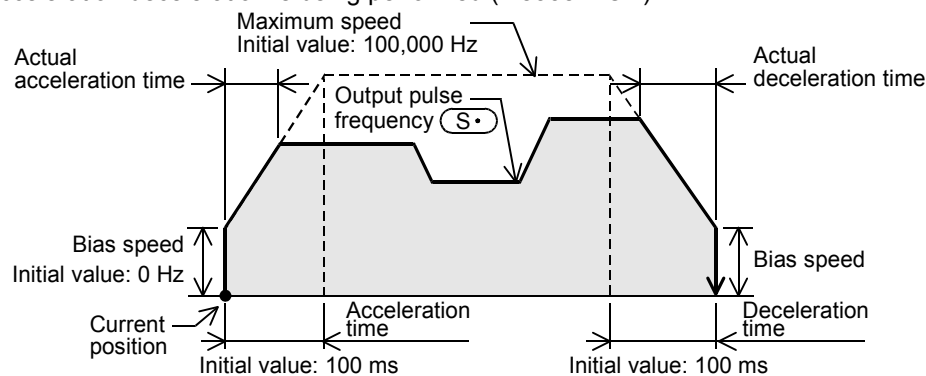 Maximum speed
Initial value: 100,000 Hz
Actual
acceleration time
Actual
deceleration time
Output pulse
frequency S•
Bias speed
Initial value: 0 Hz
Bias speed
Current
position
Acceleration
time
Deceleration
time
Initial value: 100 ms
Initial value: 100 ms